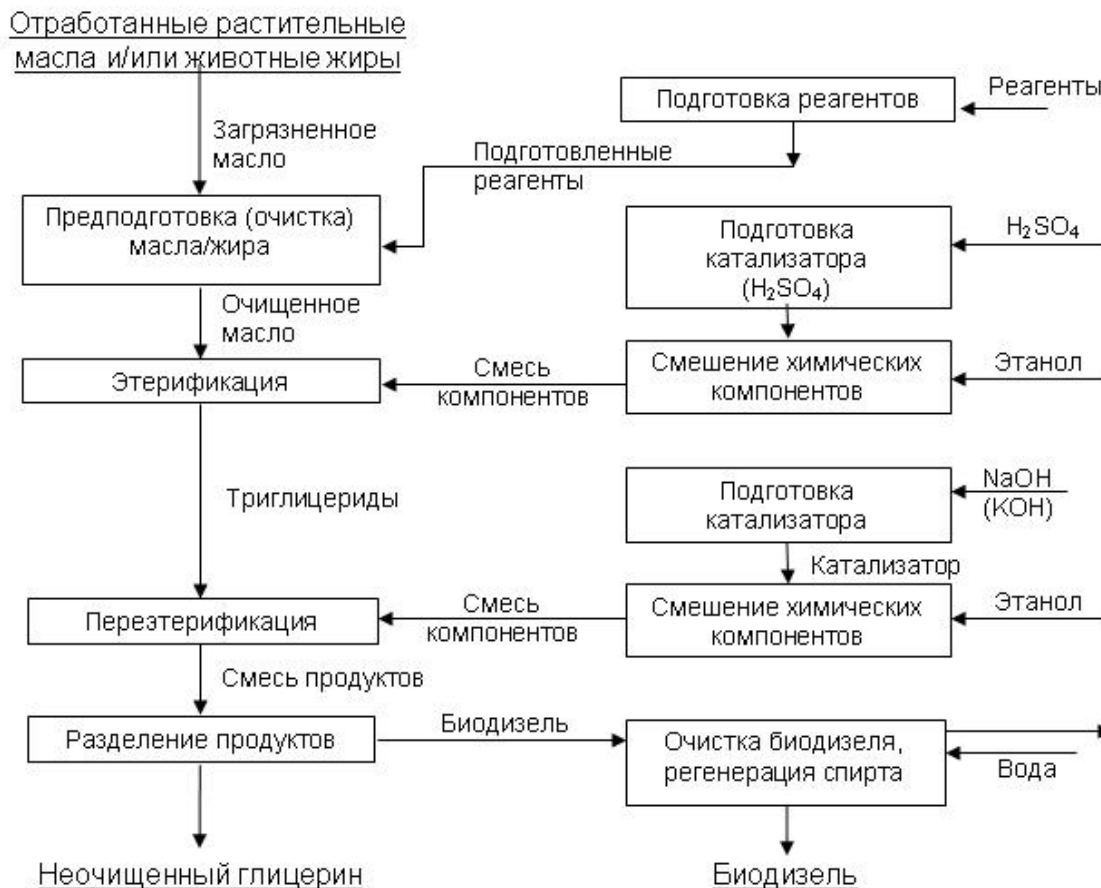 Отработанные растительные
масла и/или животные жиры
Реагенты
Подготовка реагентов
Загрязненное
масло
Подготовленные
реагенты
Предподготовка (очистка)
масла/жира
Подготовка
катализатора
(H₂SO₄)
H₂SO₄
Очищенное
масло
Этерификация
Смесь
компонентов
Смешение химических
компонентов
Этанол
Триглицериды
Подготовка
катализатора
NaOH
(KOH)
Катализатор
Переэтерификация
Смесь
компонентов
Смешение химических
компонентов
Этанол
Смесь продуктов
Разделение продуктов
Биодизель
Очистка биодизеля,
регенерация спирта
Вода
Неочищенный глицерин
Биодизель